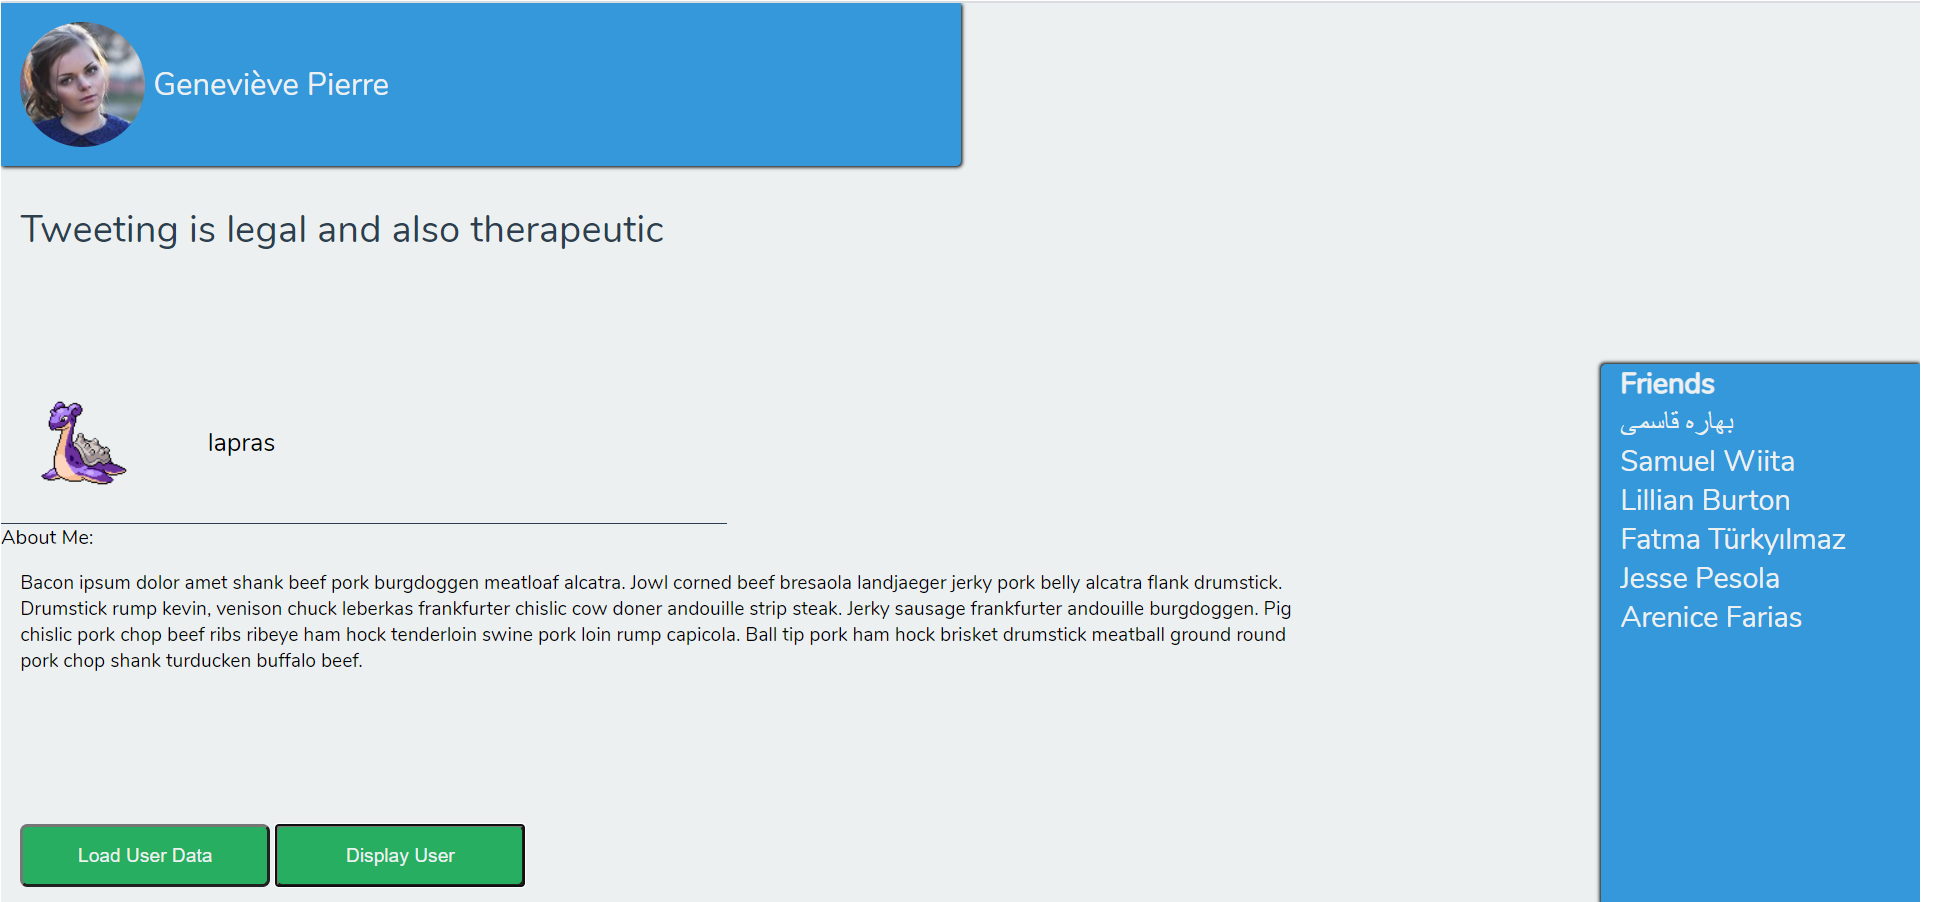 Geneviève Pierre
Tweeting is legal and also therapeutic
lapras
About Me:
Bacon ipsum dolor amet shank beef pork burgdoggen meatloaf alcatra. Jowl corned beef bresaola landjaeger jerky pork belly alcatra flank drumstick.
Drumstick rump kevin, venison chuck leberkas frankfurter chislic cow doner andouille strip steak. Jerky sausage frankfurter andouille burgdoggen. Pig
chislic pork chop beef ribs ribeye ham hock tenderloin swine pork loin rump capicola. Ball tip pork ham hock brisket drumstick meatball ground round
pork chop shank turducken buffalo beef.
Load User Data
Display User
Friends
بهاره قاسمی
Samuel Wiita
Lillian Burton
Fatma Türkyılmaz
Jesse Pesola
Arenice Farias